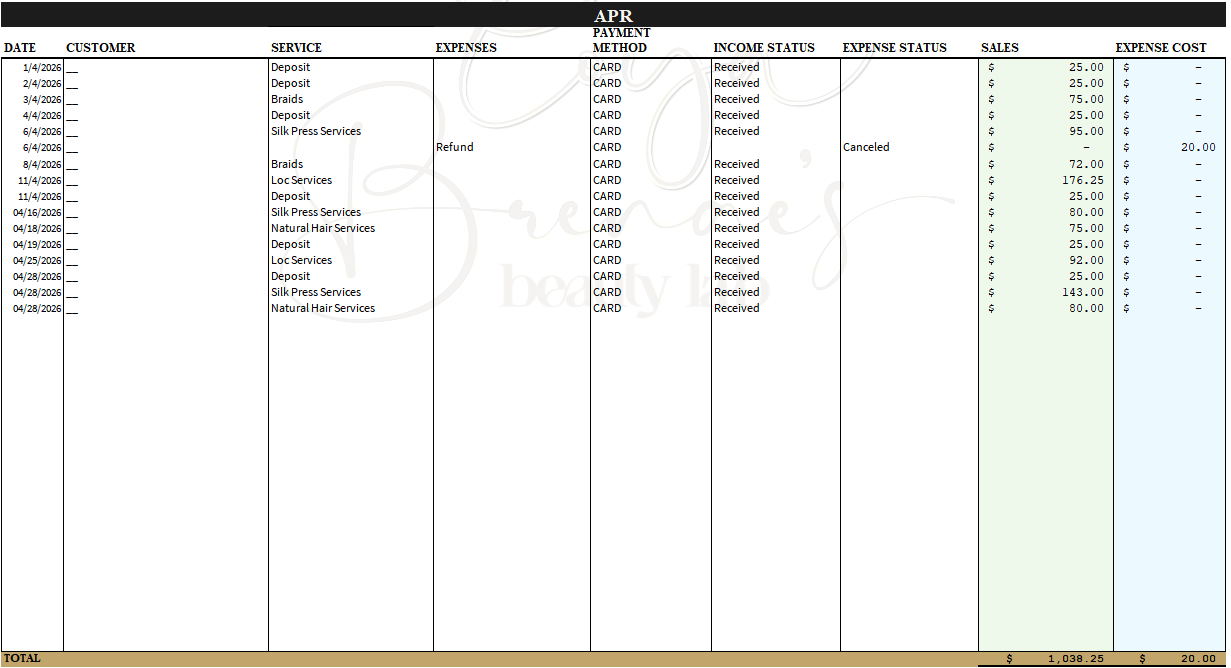 APR
DATE CUSTOMER SERVICE EXPENSES PAYMENT METHOD INCOME STATUS EXPENSE STATUS SALES EXPENSE COST
1/4/2026 __ Deposit CARD Received $ 25.00 $ –
2/4/2026 __ Deposit CARD Received $ 25.00 $ –
3/4/2026 __ Braids CARD Received $ 75.00 $ –
4/4/2026 __ Deposit CARD Received $ 25.00 $ –
6/4/2026 __ Silk Press Services CARD Received $ 95.00 $ –
6/4/2026 __ Refund CARD Canceled $ – $ 20.00
8/4/2026 __ Braids CARD Received $ 72.00 $ –
11/4/2026 __ Loc Services CARD Received $ 176.25 $ –
11/4/2026 __ Deposit CARD Received $ 25.00 $ –
04/16/2026 __ Silk Press Services CARD Received $ 80.00 $ –
04/18/2026 __ Natural Hair Services CARD Received $ 75.00 $ –
04/19/2026 __ Deposit CARD Received $ 25.00 $ –
04/25/2026 __ Loc Services CARD Received $ 92.00 $ –
04/28/2026 __ Deposit CARD Received $ 25.00 $ –
04/28/2026 __ Silk Press Services CARD Received $ 143.00 $ –
04/28/2026 __ Natural Hair Services CARD Received $ 80.00 $ –
beauty lab
TOTAL $ 1,038.25 $ 20.00